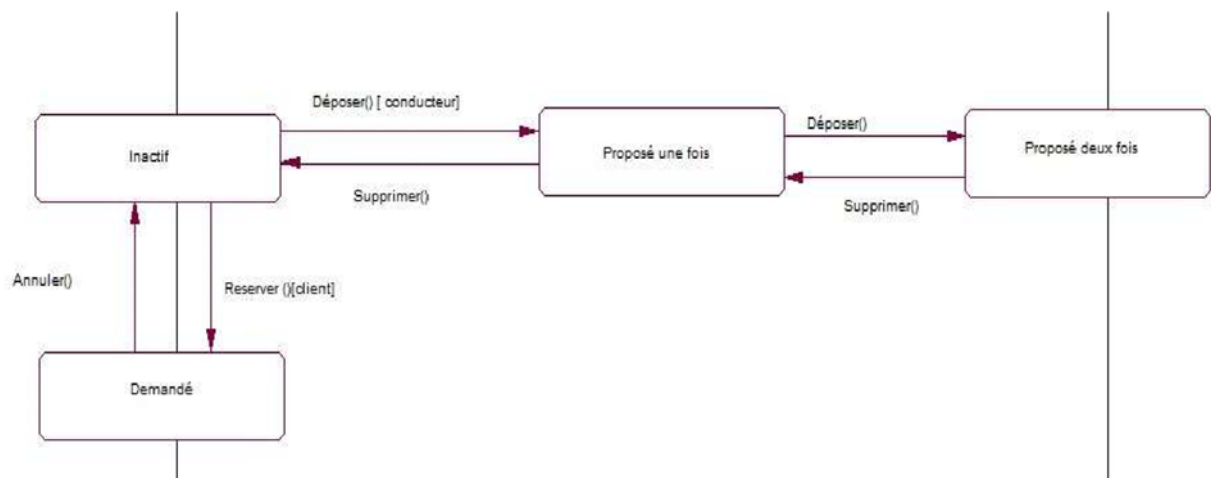 Déposer() [ conducteur]
Déposer()
Inactif
Proposé une fois
Proposé deux fois
Supprimer()
Supprimer()
Annuler()
Reserver ()[client]
Demandé